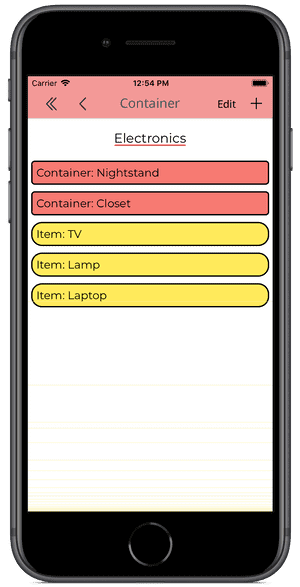 Carrier 12:54 PM
Container Edit
Electronics
Container: Nightstand
Container: Closet
Item: TV
Item: Lamp
Item: Laptop